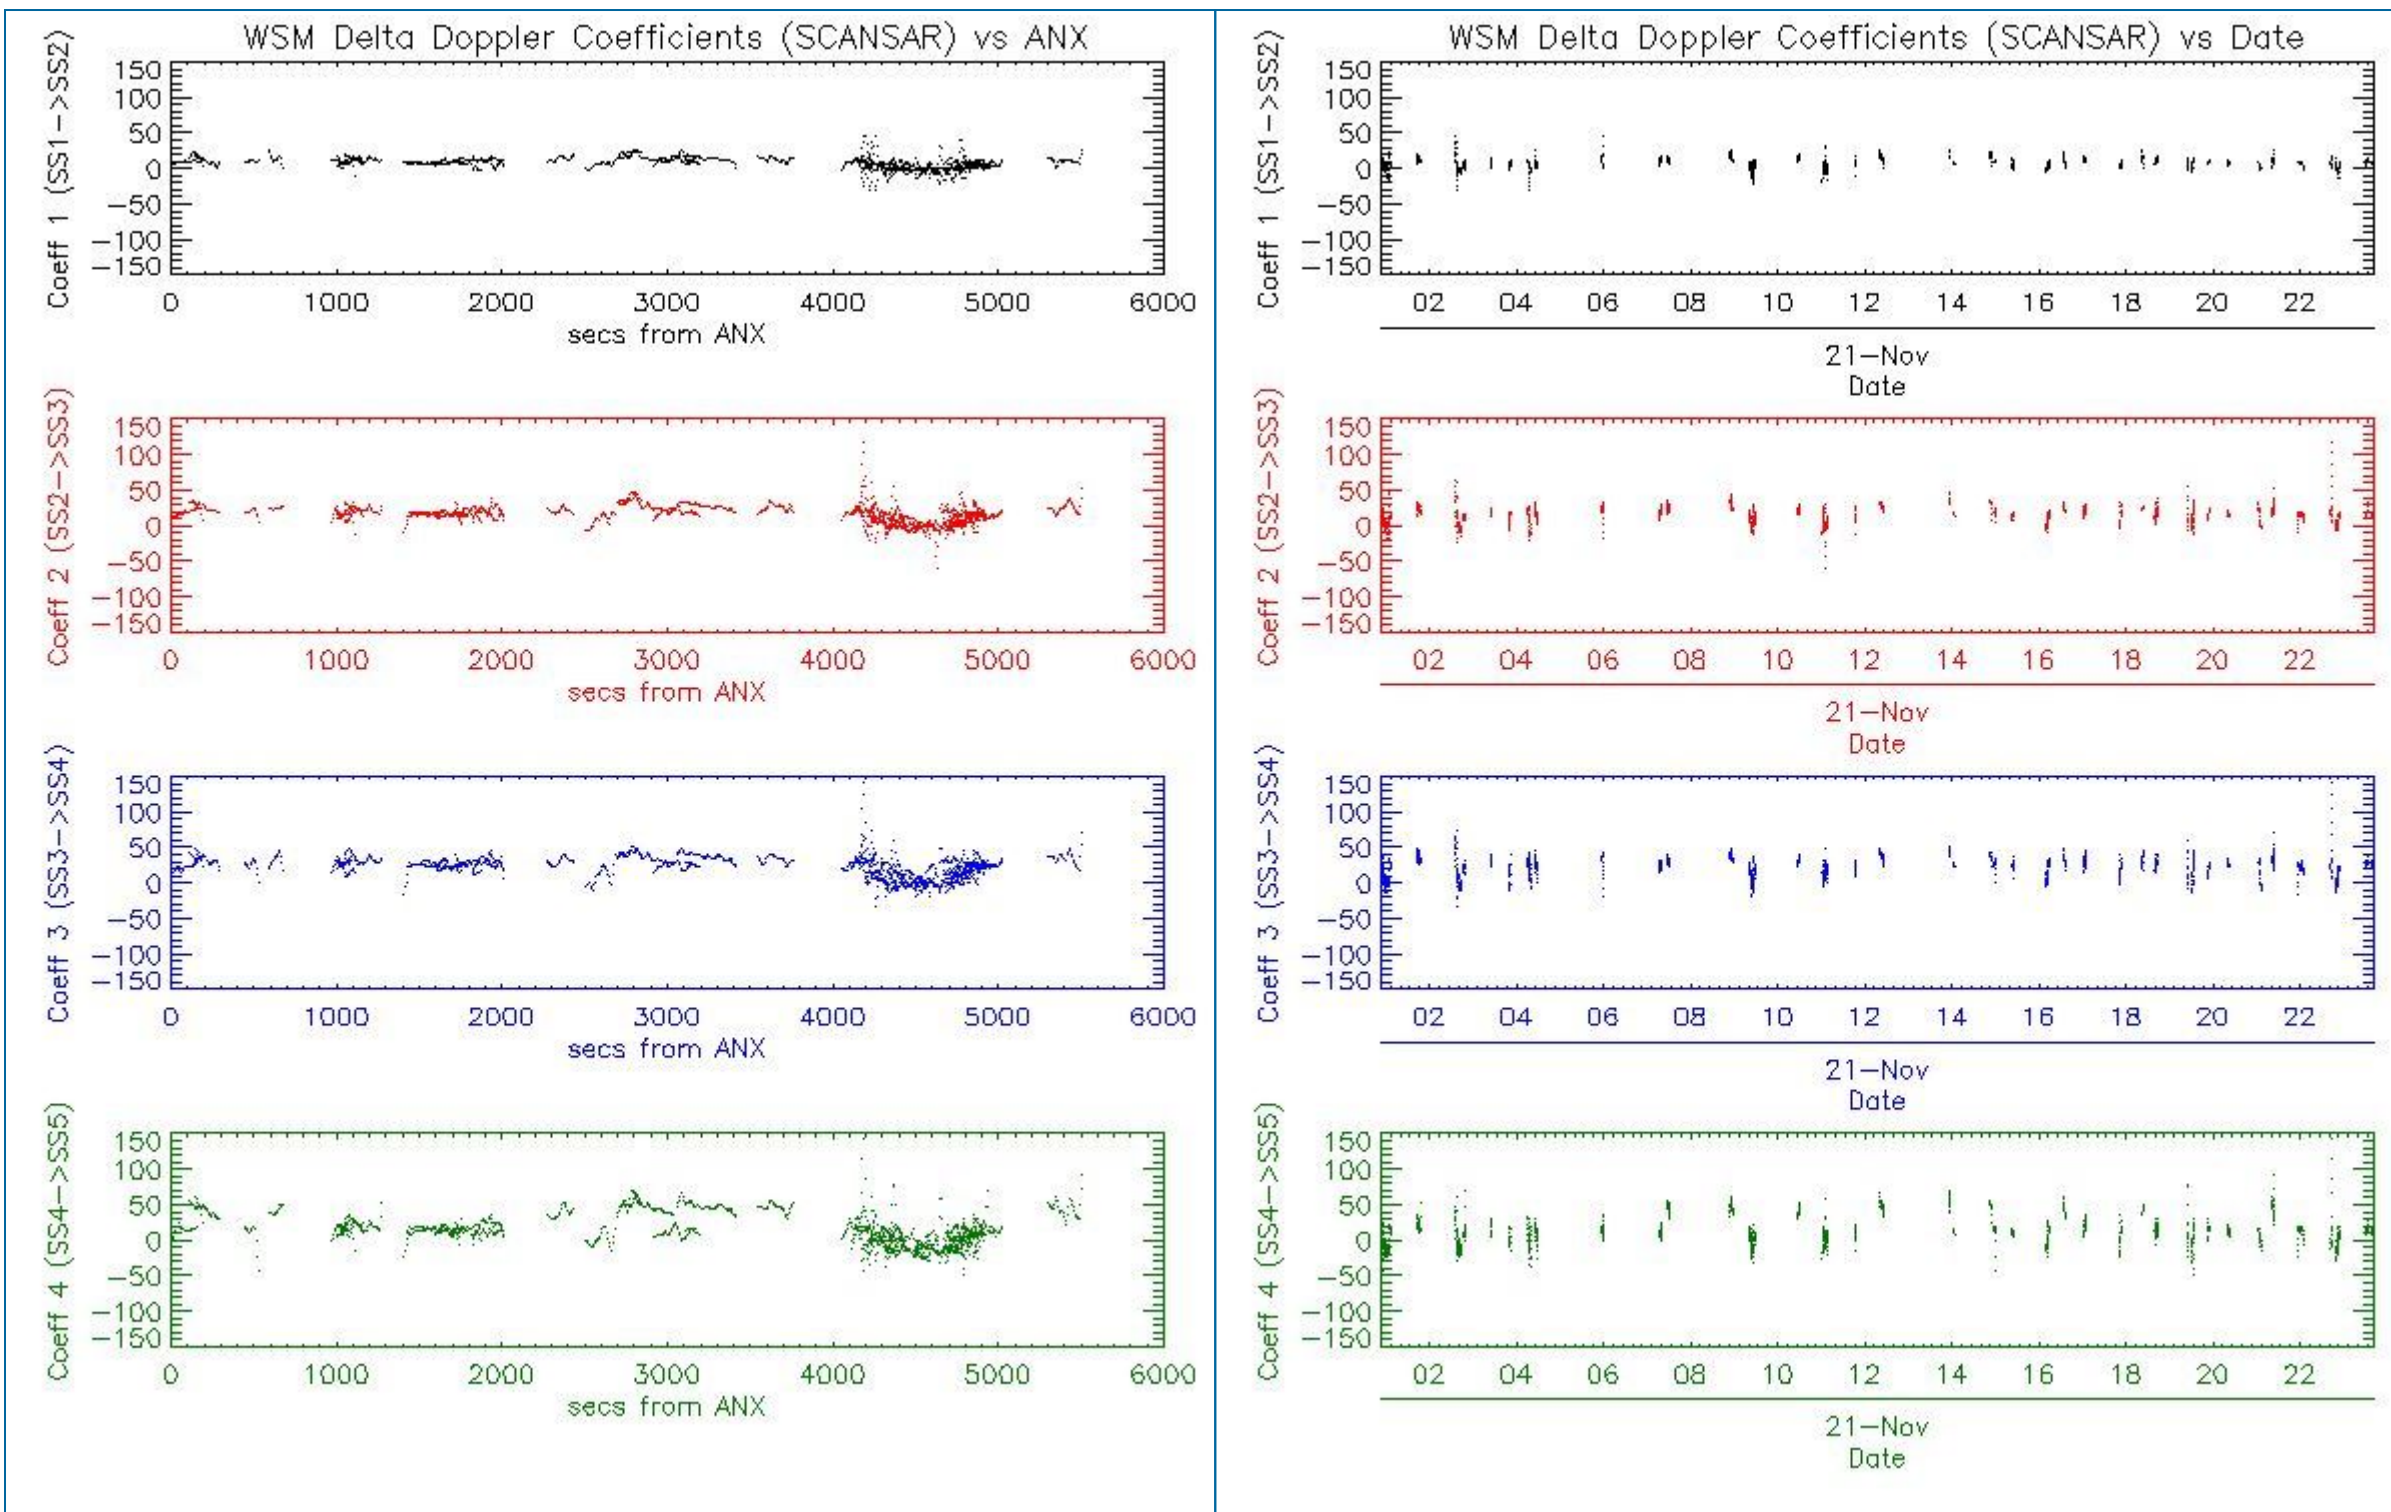 WSM Delta Doppler Coefficients (SCANSAR) vs ANX
Coeff 1 (SS1->SS2)
150
100
50
0
-50
-100
-150
0 1000 2000 3000 4000 5000 6000
secs from ANX
Coeff 2 (SS2->SS3)
150
100
50
0
-50
-100
-150
0 1000 2000 3000 4000 5000 6000
secs from ANX
Coeff 3 (SS3->SS4)
150
100
50
0
-50
-100
-150
0 1000 2000 3000 4000 5000 6000
secs from ANX
Coeff 4 (SS4->SS5)
150
100
50
0
-50
-100
-150
0 1000 2000 3000 4000 5000 6000
secs from ANX
WSM Delta Doppler Coefficients (SCANSAR) vs Date
Coeff 1 (SS1->SS2)
150
100
50
0
-50
-100
-150
02 04 06 08 10 12 14 16 18 20 22
21-Nov
Date
Coeff 2 (SS2->SS3)
150
100
50
0
-50
-100
-150
02 04 06 08 10 12 14 16 18 20 22
21-Nov
Date
Coeff 3 (SS3->SS4)
150
100
50
0
-50
-100
-150
02 04 06 08 10 12 14 16 18 20 22
21-Nov
Date
Coeff 4 (SS4->SS5)
150
100
50
0
-50
-100
-150
02 04 06 08 10 12 14 16 18 20 22
21-Nov
Date